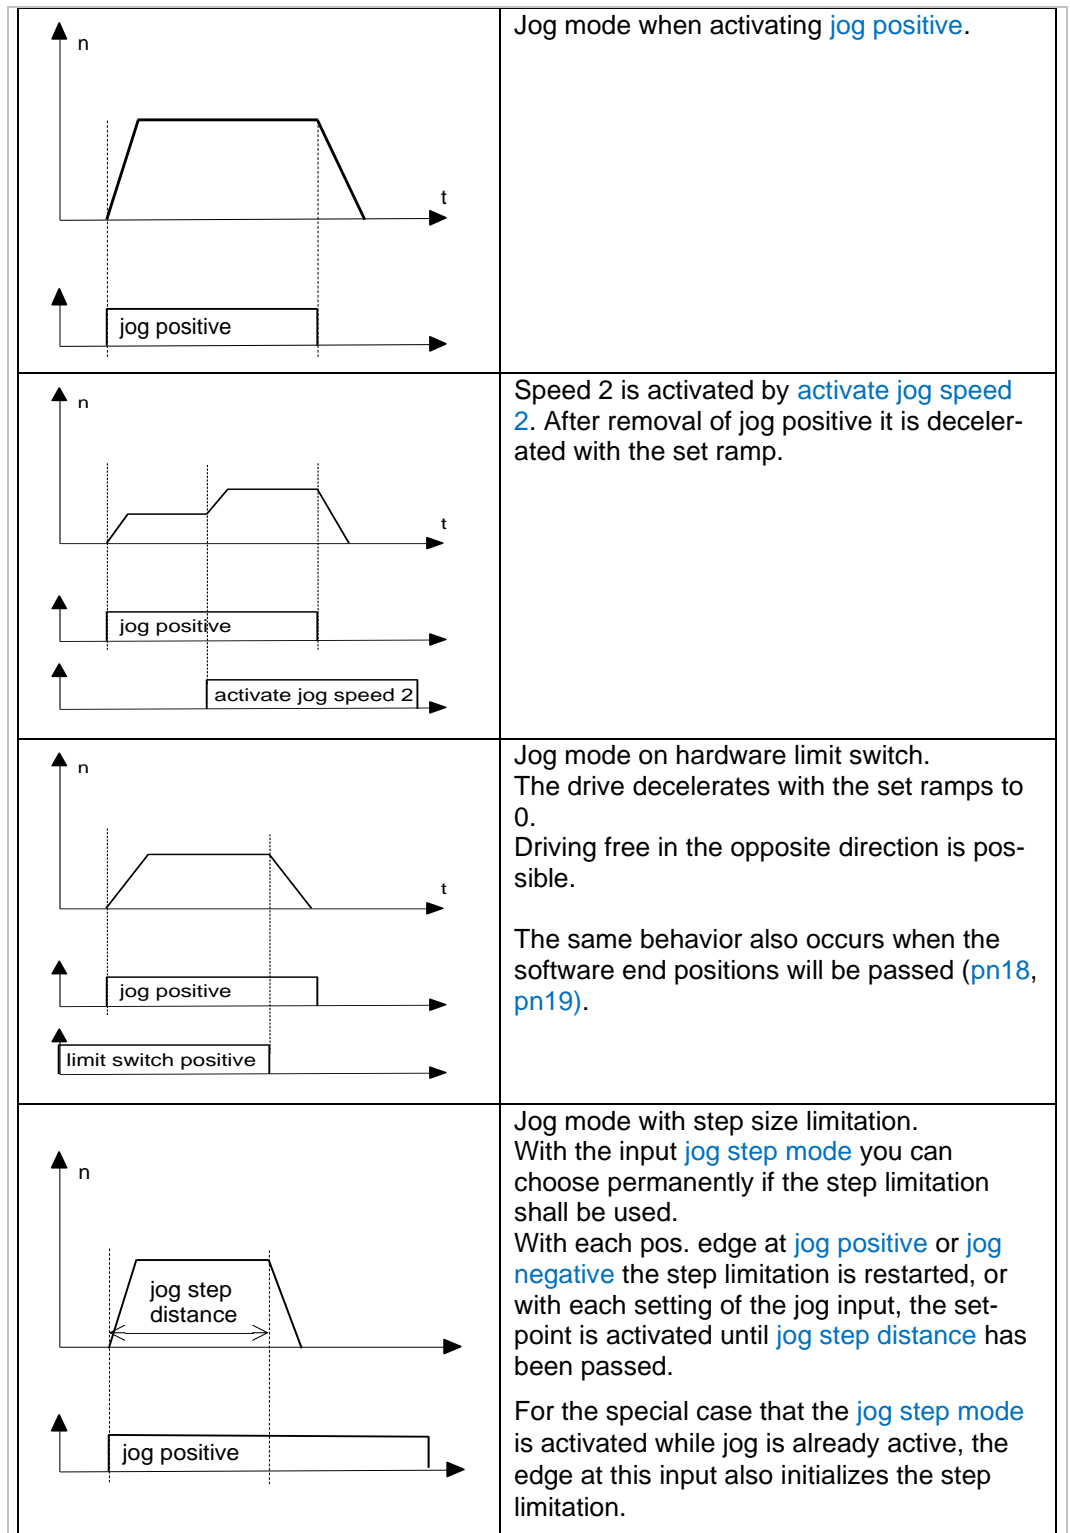 n
t
jog positive
Jog mode when activating jog positive.
n
t
jog positive
activate jog speed 2
Speed 2 is activated by activate jog speed
2. After removal of jog positive it is deceler-
ated with the set ramp.
n
t
jog positive
limit switch positive
Jog mode on hardware limit switch.
The drive decelerates with the set ramps to
0.
Driving free in the opposite direction is pos-
sible.
The same behavior also occurs when the
software end positions will be passed (pn18,
pn19).
n
jog step
distance
jog positive
Jog mode with step size limitation.
With the input jog step mode you can
choose permanently if the step limitation
shall be used.
With each pos. edge at jog positive or jog
negative the step limitation is restarted, or
with each setting of the jog input, the set-
point is activated until jog step distance has
been passed.
For the special case that the jog step mode
is activated while jog is already active, the
edge at this input also initializes the step
limitation.